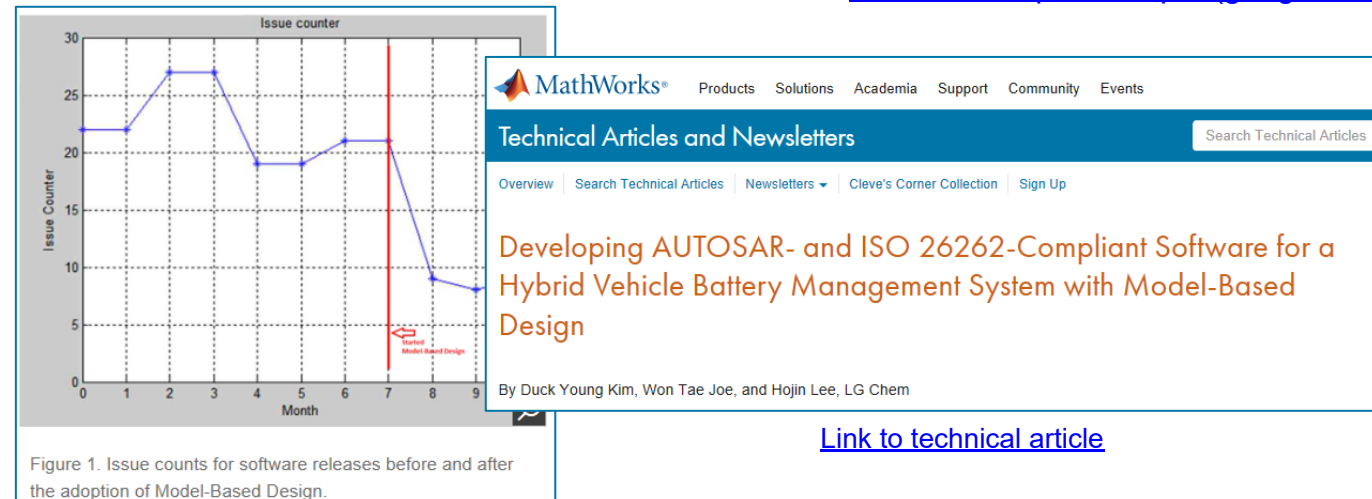 Issue counter
30
25
20
15
10
5
0
Issue Counter
0 1 2 3 4 5 6 7 8 9
Month
Started
Model-Based Design
Figure 1. Issue counts for software releases before and after
the adoption of Model-Based Design.
MathWorks®
Products Solutions Academia Support Community Events
Technical Articles and Newsletters
Search Technical Articles
Overview Search Technical Articles Newsletters Cleve's Corner Collection Sign Up
Developing AUTOSAR- and ISO 26262-Compliant Software for a
Hybrid Vehicle Battery Management System with Model-Based
Design
By Duck Young Kim, Won Tae Joe, and Hojin Lee, LG Chem
Link to technical article